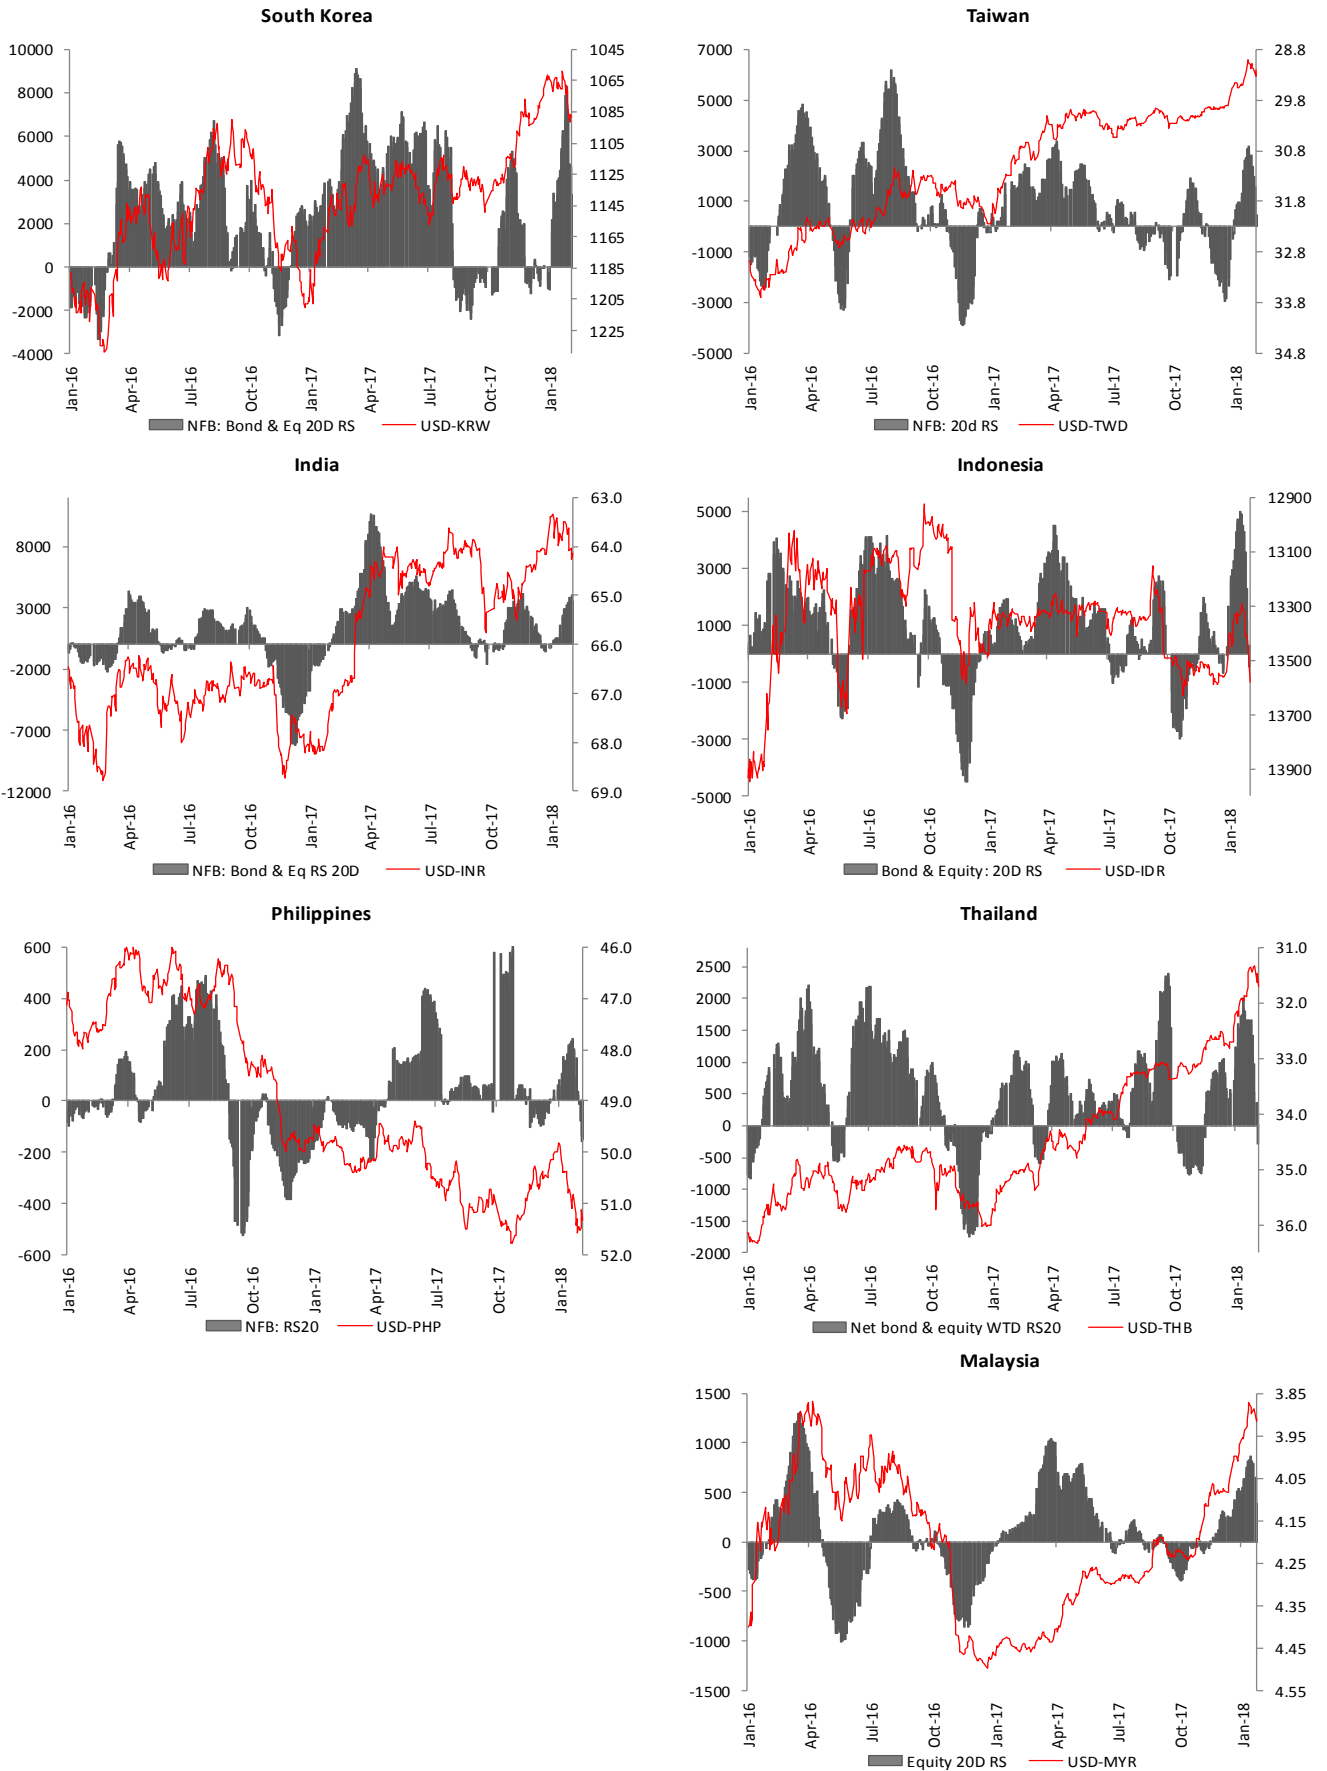 South Korea
10000
8000
6000
4000
2000
0
-2000
-4000
1045
1065
1085
1105
1125
1145
1165
1185
1205
1225
Jan-16
Apr-16
Jul-16
Oct-16
Jan-17
Apr-17
Jul-17
Oct-17
Jan-18
NFB: Bond & Eq 20D RS USD-KRW
Taiwan
7000
5000
3000
1000
-1000
-3000
-5000
28.8
29.8
30.8
31.8
32.8
33.8
34.8
Jan-16
Apr-16
Jul-16
Oct-16
Jan-17
Apr-17
Jul-17
Oct-17
Jan-18
NFB: 20d RS USD-TWD
India
8000
3000
-2000
-7000
-12000
63.0
64.0
65.0
66.0
67.0
68.0
69.0
Jan-16
Apr-16
Jul-16
Oct-16
Jan-17
Apr-17
Jul-17
Oct-17
Jan-18
NFB: Bond & Eq RS 20D USD-INR
Indonesia
5000
3000
1000
-1000
-3000
-5000
12900
13100
13300
13500
13700
13900
Jan-16
Apr-16
Jul-16
Oct-16
Jan-17
Apr-17
Jul-17
Oct-17
Jan-18
Bond & Equity: 20D RS USD-IDR
Philippines
600
400
200
0
-200
-400
-600
46.0
47.0
48.0
49.0
50.0
51.0
52.0
Jan-16
Apr-16
Jul-16
Oct-16
Jan-17
Apr-17
Jul-17
Oct-17
Jan-18
NFB: RS20 USD-PHP
Thailand
2500
2000
1500
1000
500
0
-500
-1000
-1500
-2000
31.0
32.0
33.0
34.0
35.0
36.0
Jan-16
Apr-16
Jul-16
Oct-16
Jan-17
Apr-17
Jul-17
Oct-17
Jan-18
Net bond & equity WTD RS20 USD-THB
Malaysia
1500
1000
500
0
-500
-1000
-1500
3.85
3.95
4.05
4.15
4.25
4.35
4.45
4.55
Jan-16
Apr-16
Jul-16
Oct-16
Jan-17
Apr-17
Jul-17
Oct-17
Jan-18
Equity 20D RS USD-MYR